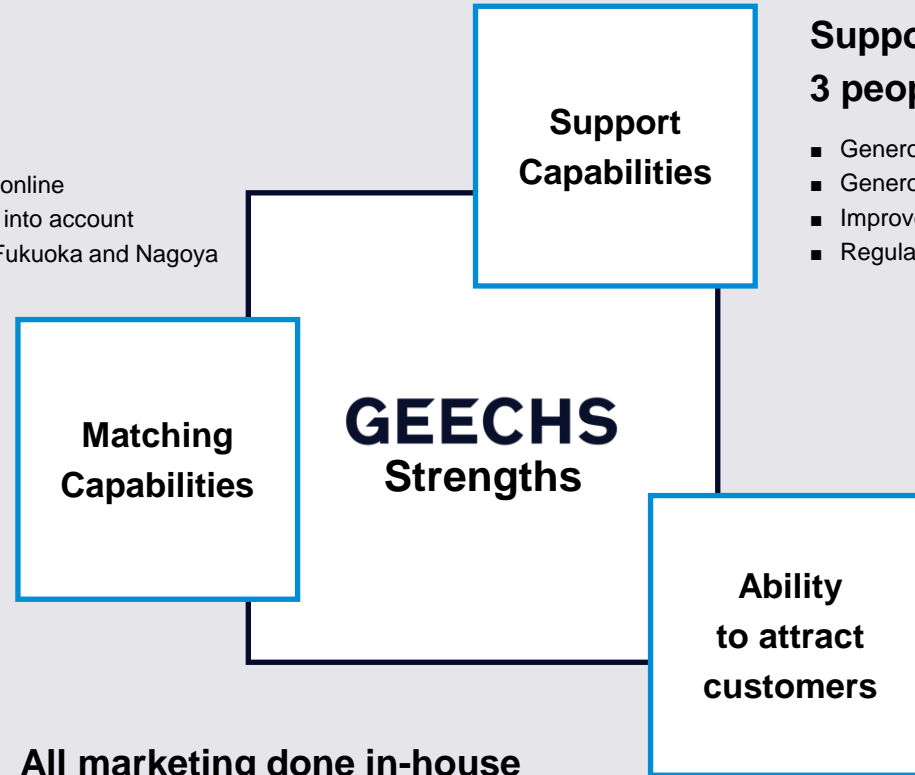 Support
Capabilities
3
online
into account
Fukuoka and Nagoya
Matching
Capabilities
GEECHS
Strengths
Ability
to attract
customers
All marketing done in-house